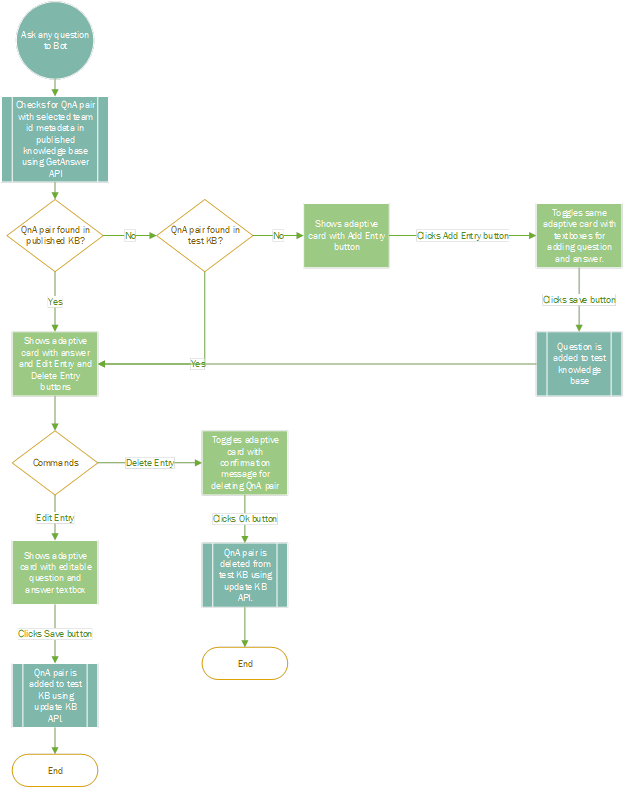 Ask any question
to Bot
Checks for QnA pair
with selected team
id metadata in
published
knowledge base
using GetAnswer
API
QnA pair found in
published KB?
No
QnA pair found in
test KB?
No
Shows adaptive
card with Add Entry
button
Clicks Add Entry button
Toggles same
adaptive card with
textboxes for
adding question
and answer.
Yes
Clicks save button
Shows adaptive
card with answer
and Edit Entry and
Delete Entry
buttons
Yes
Question is
added to test
knowledge
base
Commands
Delete Entry
Toggles adaptive
card with
confirmation
message for
deleting QnA pair
Edit Entry
Clicks Ok button
Shows adaptive
card with editable
question and
answer textbox
QnA pair is
deleted from
test KB using
update KB
API.
Clicks Save button
End
QnA pair is
added to test
KB using
update KB
API.
End